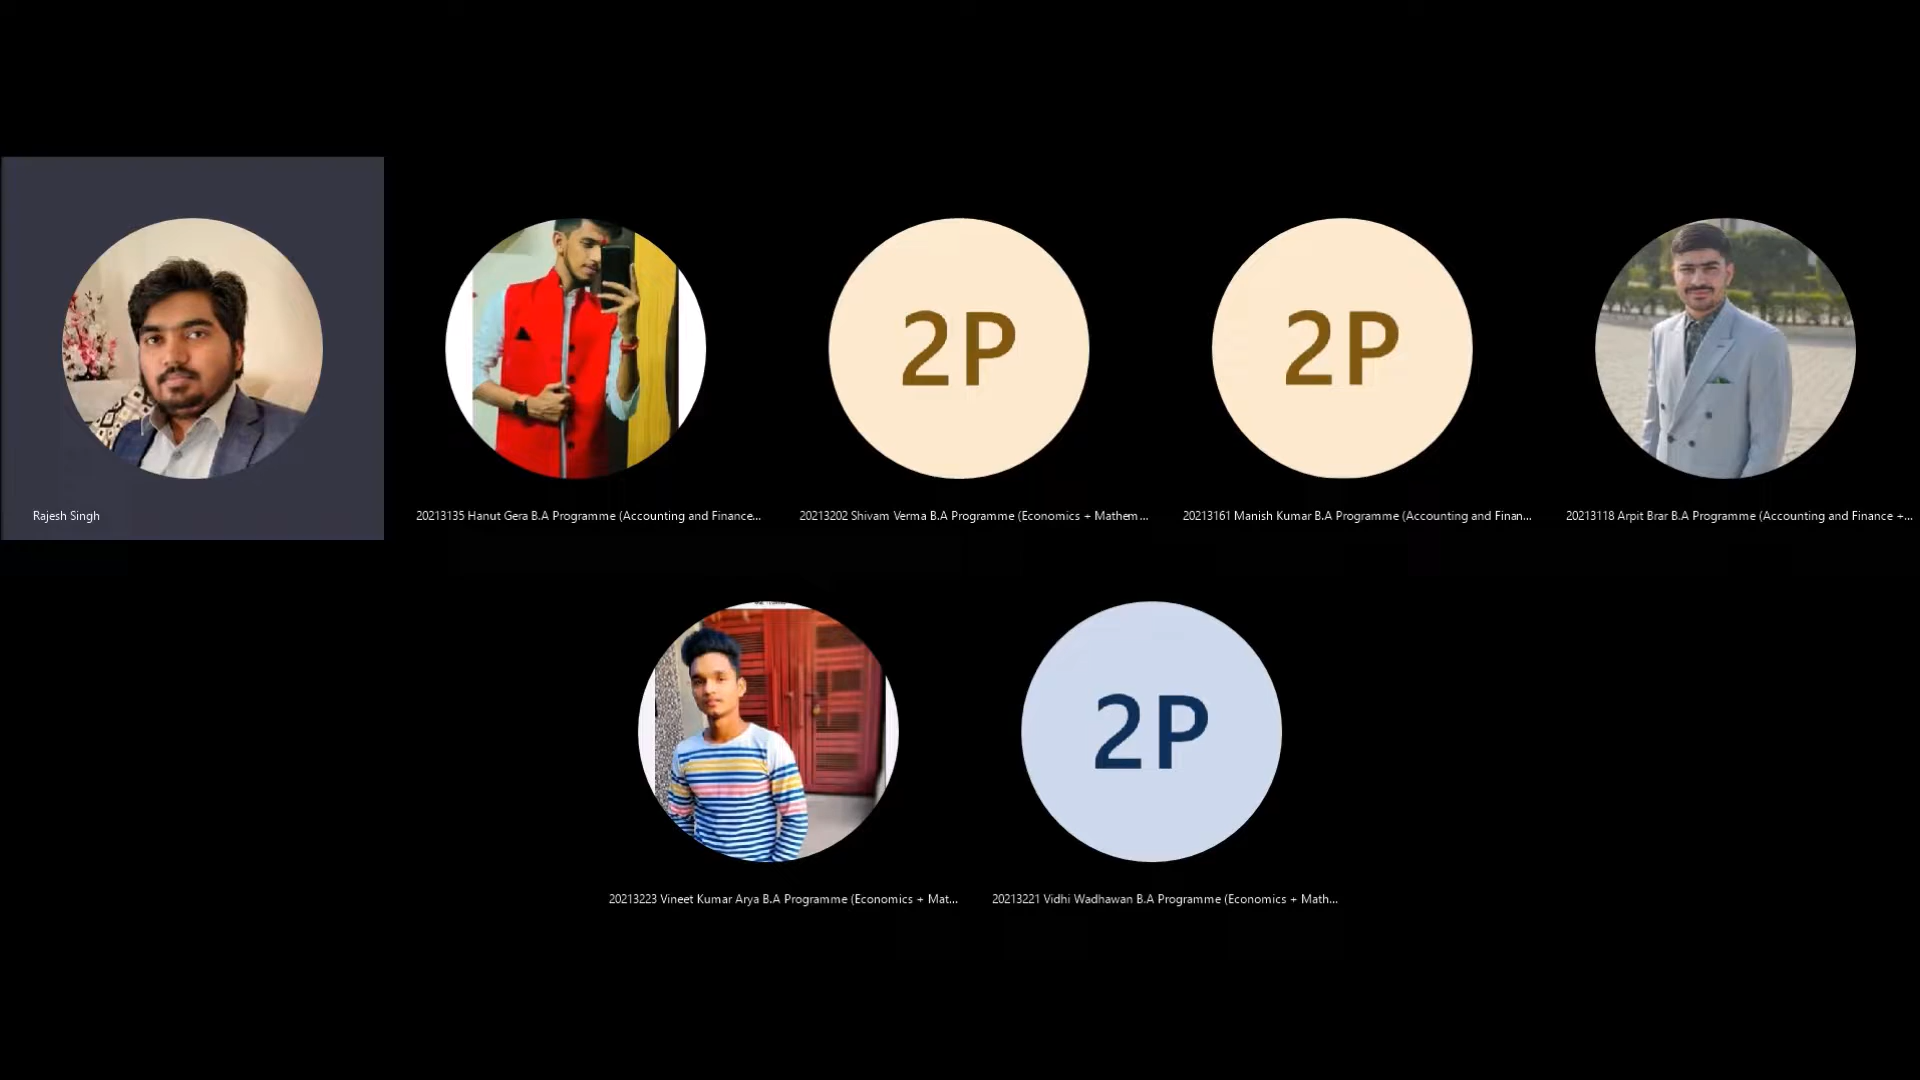 2P
2P
Rajesh Singh
20213135 Hanut Gera B.A Programme (Accounting and Finance...
20213202 Shivam Verma B.A Programme (Economics + Mathem...
20213161 Manish Kumar B.A Programme (Accounting and Finan...
20213118 Arpit Brar B.A Programme (Accounting and Finance +...
2P
20213223 Vineet Kumar Arya B.A Programme (Economics + Mat...
20213221 Vidhi Wadhawan B.A Programme (Economics + Math...